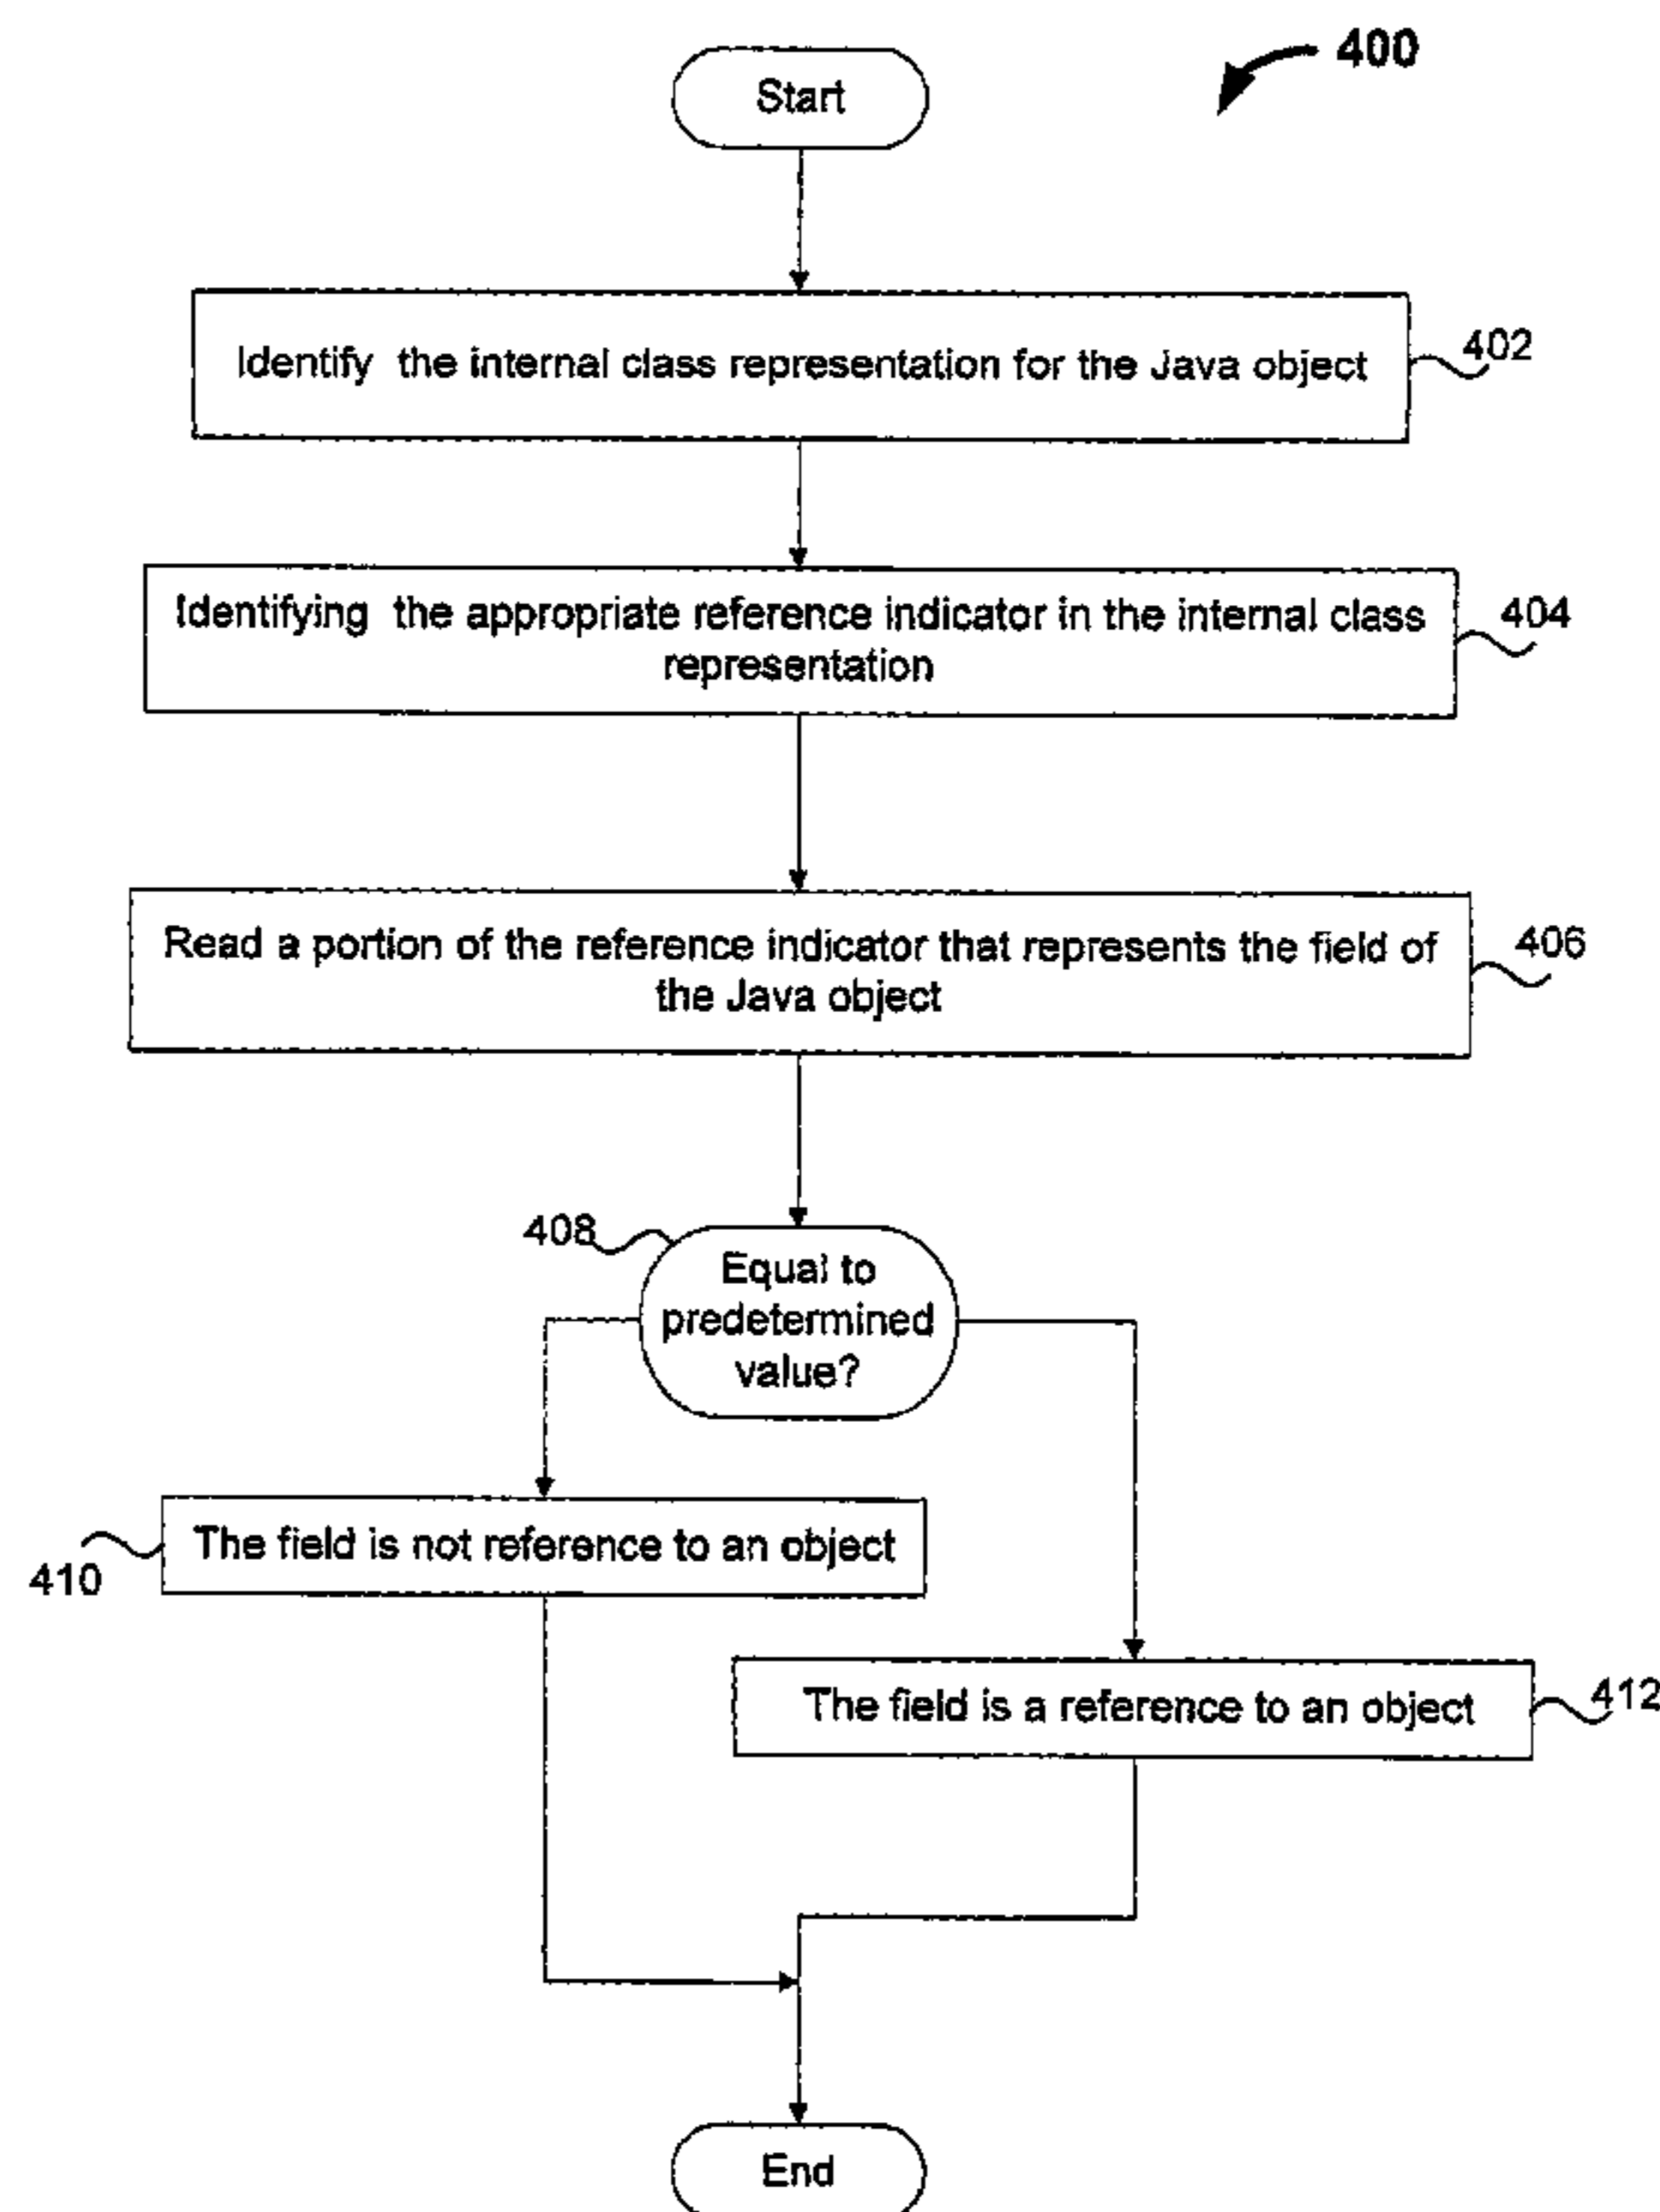 400
Start
Identify the internal class representation for the Java object
402
Identifying the appropriate reference indicator in the internal class
representation
404
Read a portion of the reference indicator that represents the field of
the Java object
406
408
Equal to
predetermined
value?
The field is not reference to an object
410
The field is a reference to an object
412
End